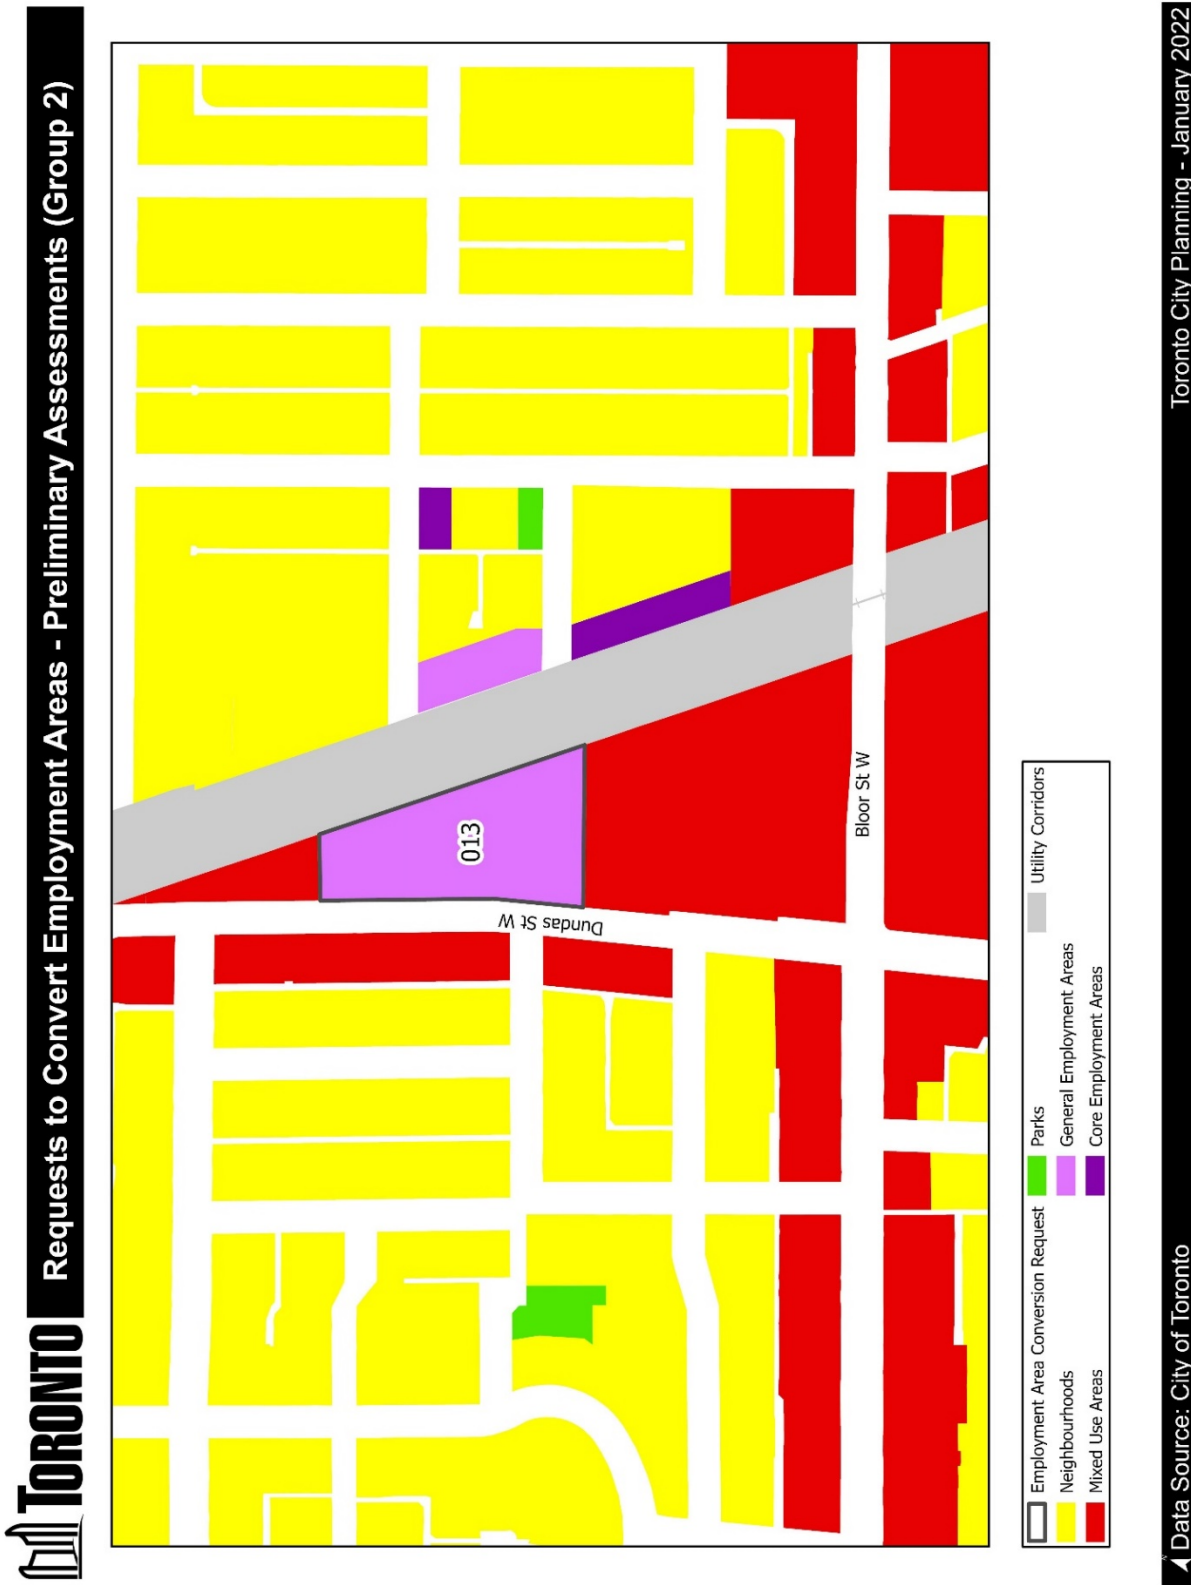 TORONTO
Requests to Convert Employment Areas - Preliminary Assessments (Group 2)
013
Dundas St W
Bloor St W
Employment Area Conversion Request
Parks
Utility Corridors
Neighbourhoods
General Employment Areas
Mixed Use Areas
Core Employment Areas
Data Source: City of Toronto
Toronto City Planning - January 2022